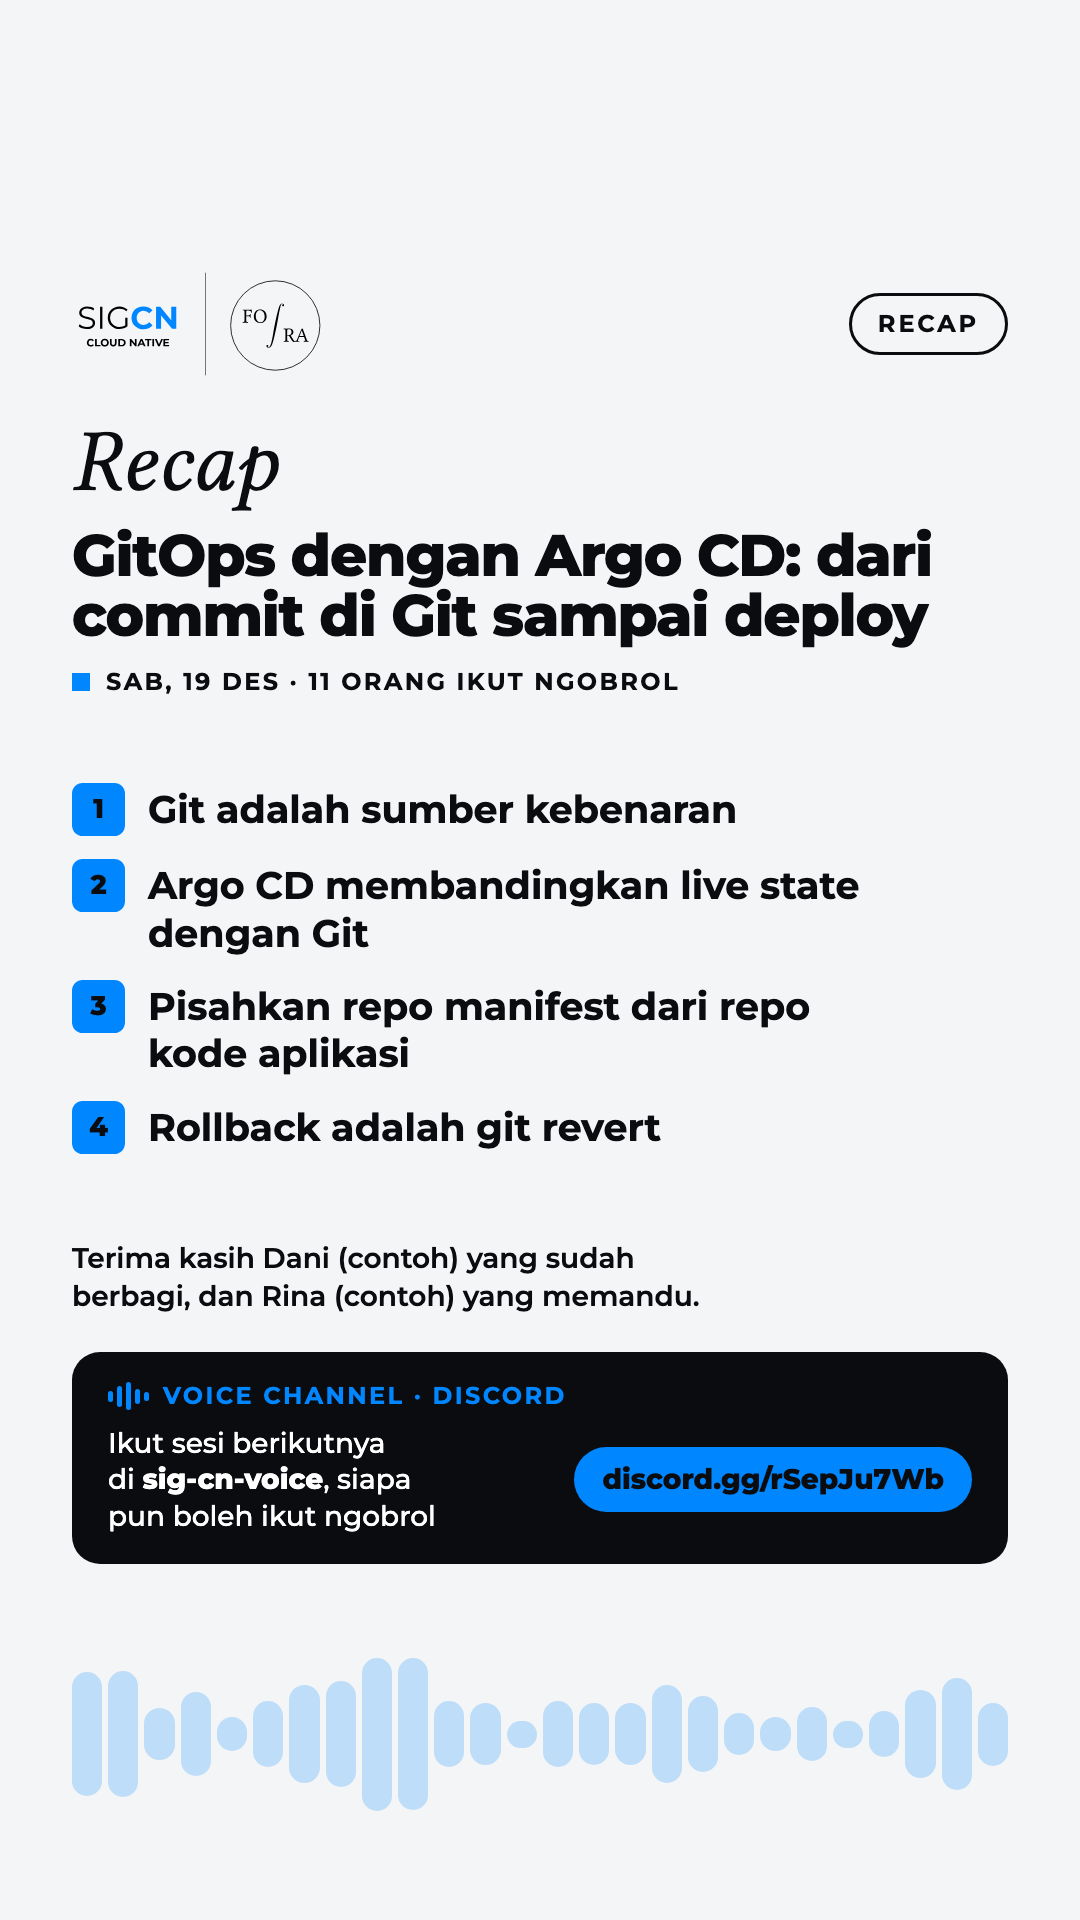 SIGCN
CLOUD NATIVE
FO RA
RECAP
Recap
GitOps dengan Argo CD: dari
commit di Git sampai deploy
SAB, 19 DES · 11 ORANG IKUT NGOBROL
1 Git adalah sumber kebenaran
2 Argo CD membandingkan live state
dengan Git
3 Pisahkan repo manifest dari repo
kode aplikasi
4 Rollback adalah git revert
Terima kasih Dani (contoh) yang sudah
berbagi, dan Rina (contoh) yang memandu.
VOICE CHANNEL · DISCORD
Ikut sesi berikutnya
di sig-cn-voice, siapa
pun boleh ikut ngobrol
discord.gg/rSepJu7Wb